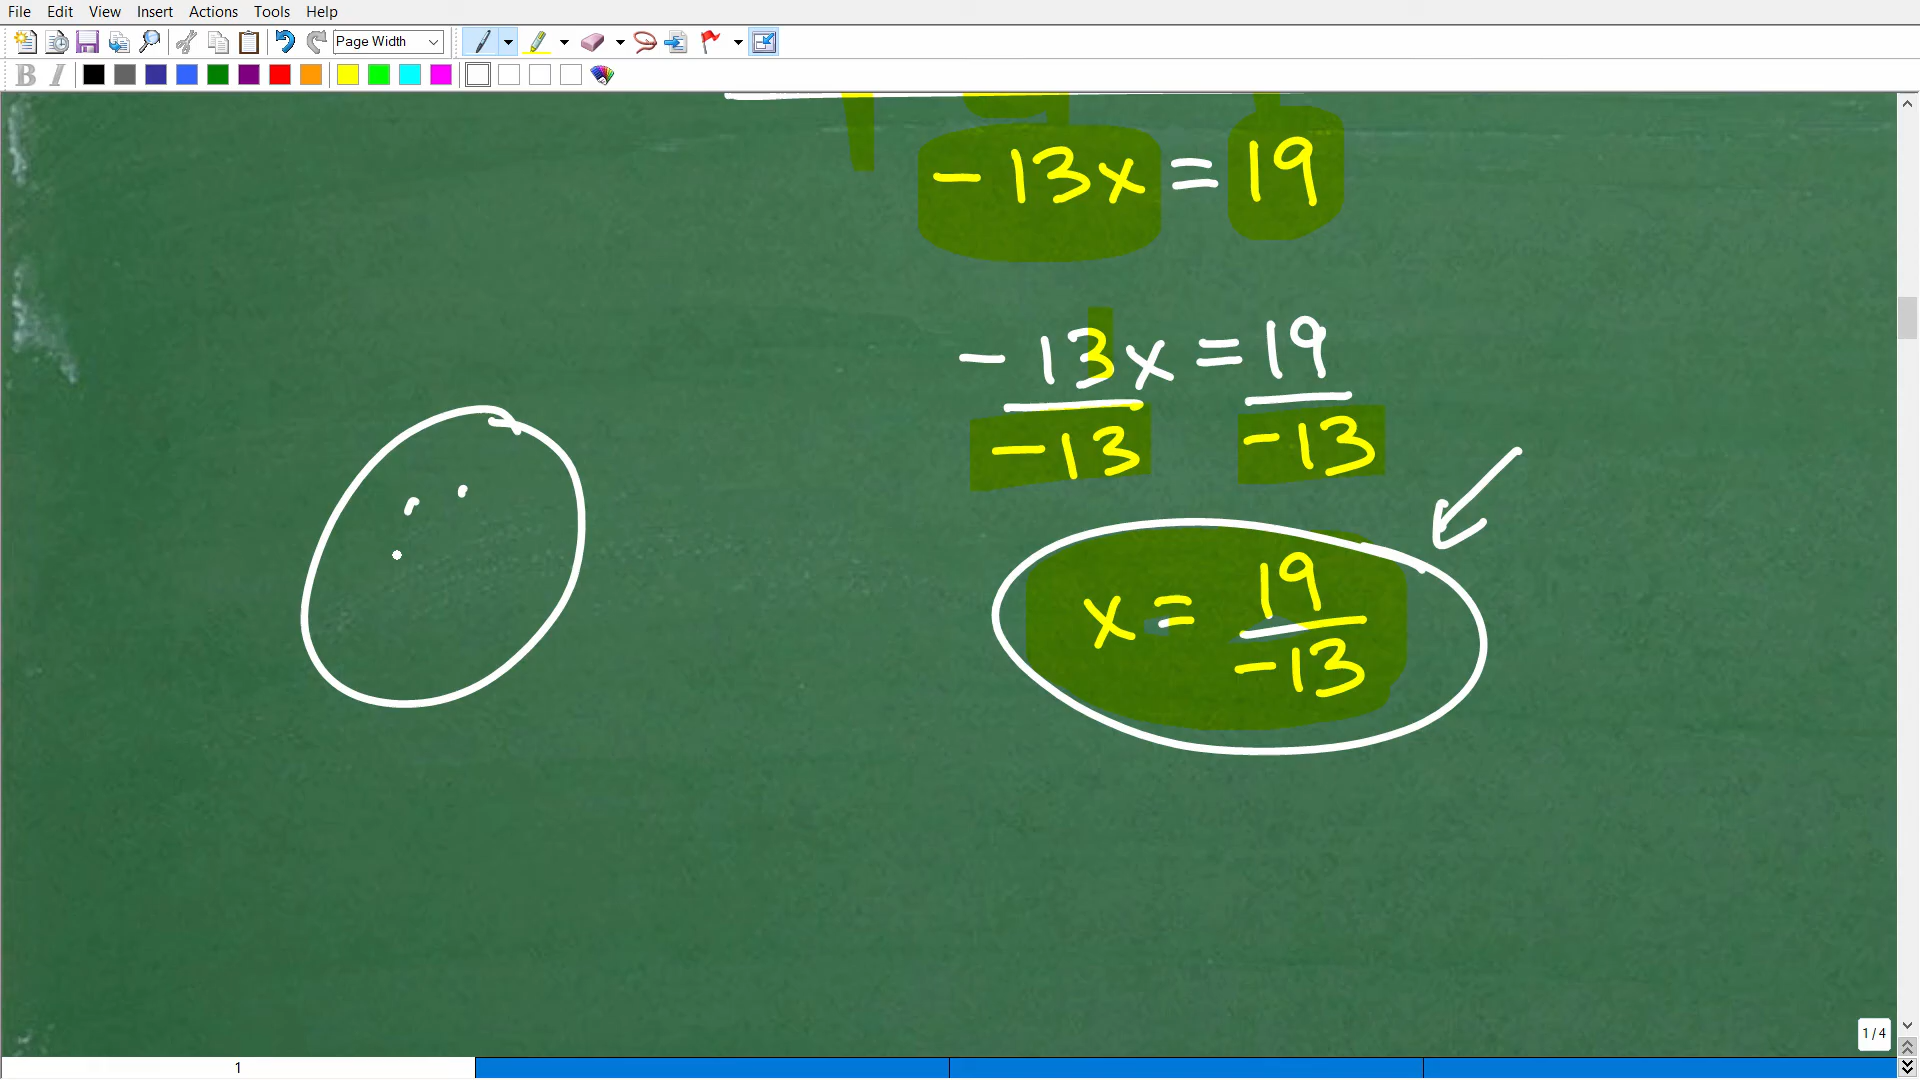 File Edit View Insert Actions Tools Help
Page Width
B I
-13x = 19
-13x = 19
-13 -13
x = 19
-13
1 / 4
1